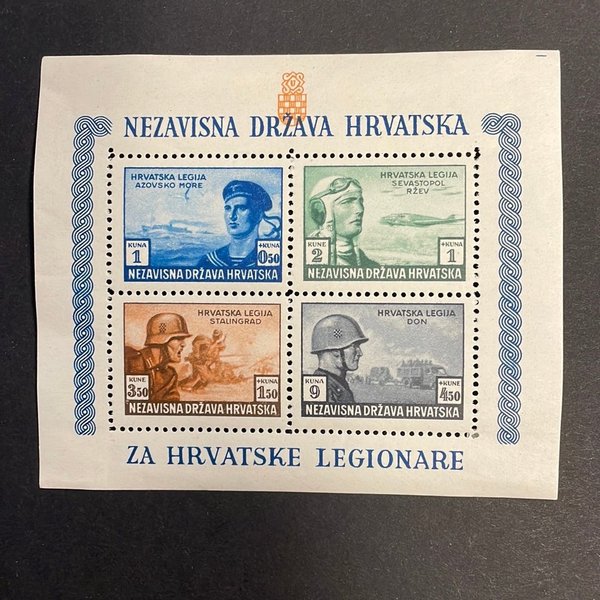 NEZAVISNA DRŽAVA HRVATSKA
HRVATSKA LEGIJA
AZOVSKO MORE
KUNA
1
+KUNA
0.50
NEZAVISNA DRŽAVA HRVATSKA
HRVATSKA LEGIJA
SEVASTOPOL
RŽEV
KUNE
2
+KUNA
1
NEZAVISNA DRŽAVA HRVATSKA
HRVATSKA LEGIJA
STALINGRAD
KUNE
3.50
+KUNA
1.50
NEZAVISNA DRŽAVA HRVATSKA
HRVATSKA LEGIJA
DON
KUNA
9
+KUNE
4.50
NEZAVISNA DRŽAVA HRVATSKA
ZA HRVATSKE LEGIONARE